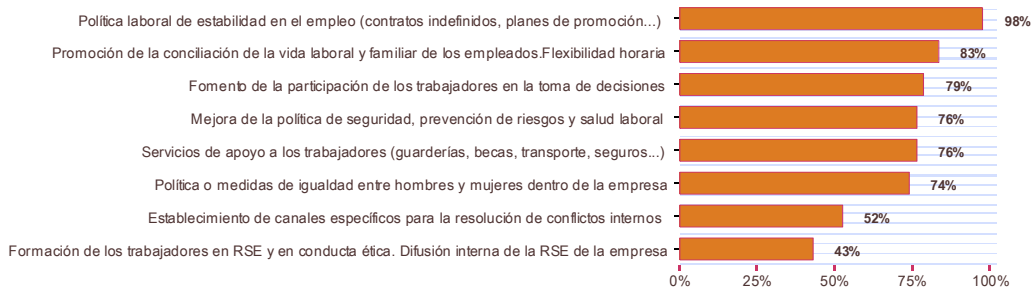 Política laboral de estabilidad en el empleo (contratos indefinidos, planes de promoción...) 98%
Promoción de la conciliación de la vida laboral y familiar de los empleados.Flexibilidad horaria 83%
Fomento de la participación de los trabajadores en la toma de decisiones 79%
Mejora de la política de seguridad, prevención de riesgos y salud laboral 76%
Servicios de apoyo a los trabajadores (guarderías, becas, transporte, seguros...) 76%
Política o medidas de igualdad entre hombres y mujeres dentro de la empresa 74%
Establecimiento de canales específicos para la resolución de conflictos internos 52%
Formación de los trabajadores en RSE y en conducta ética. Difusión interna de la RSE de la empresa 43%
0% 25% 50% 75% 100%